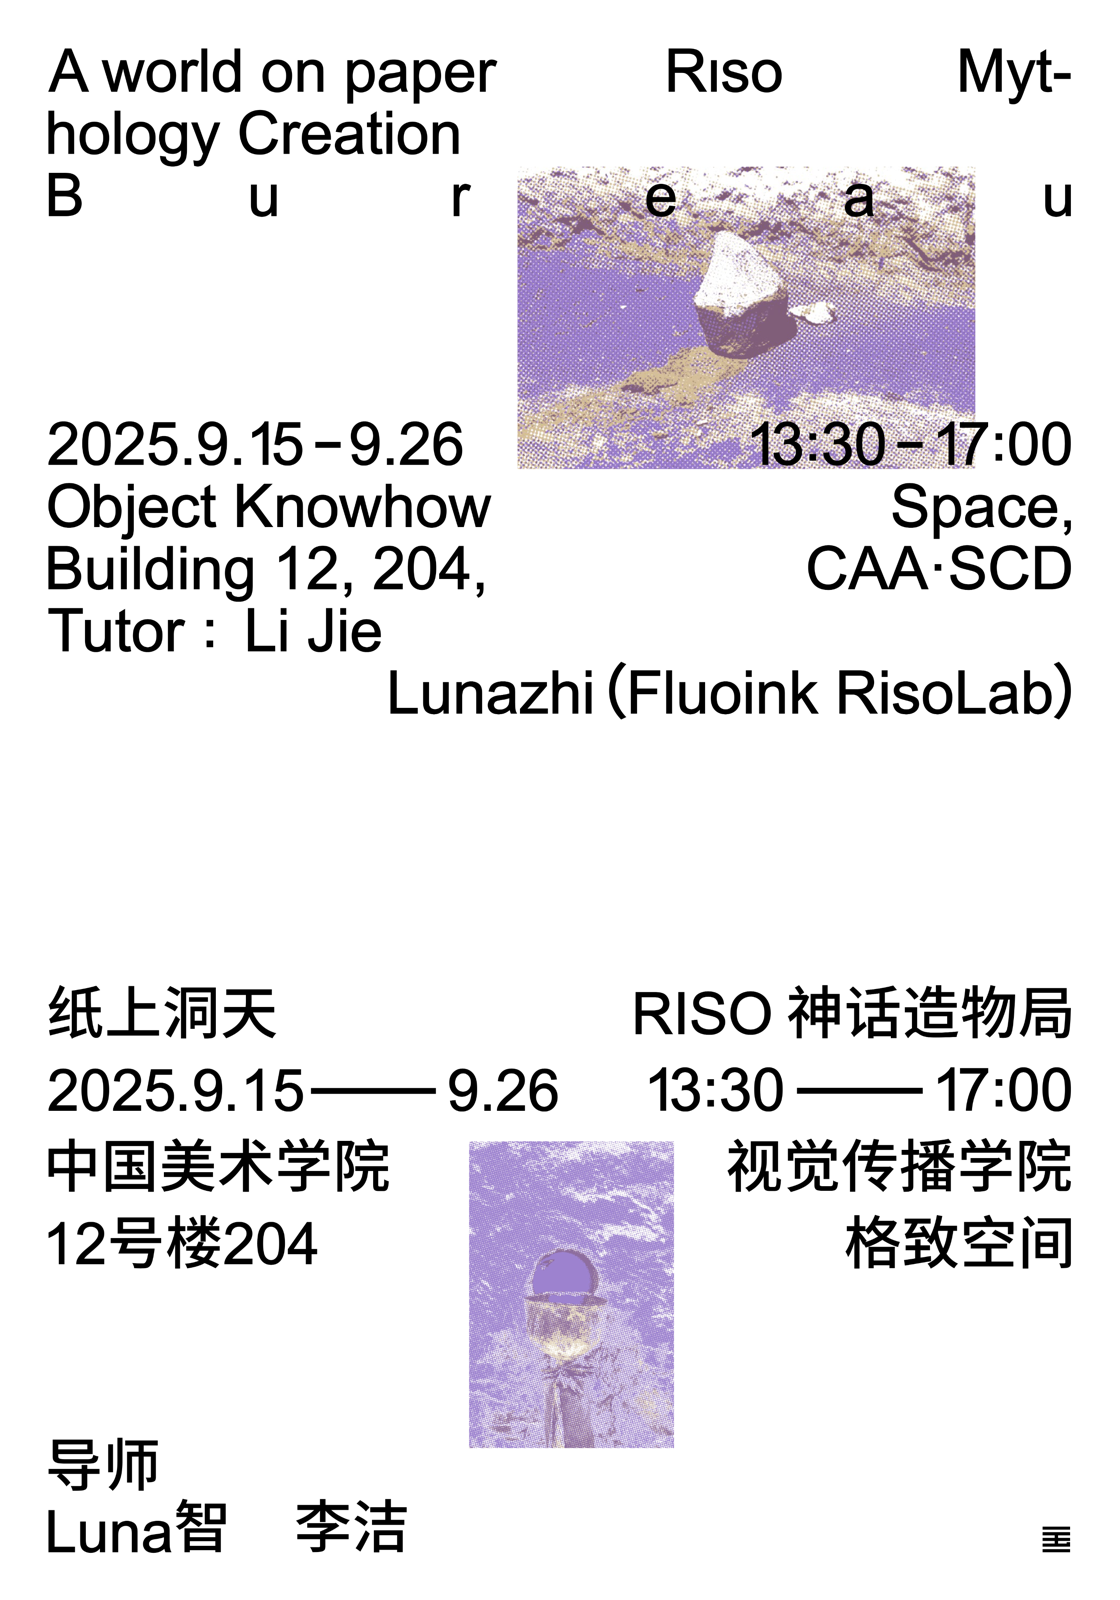 A world on paper Rıso Myt-
hology Creation
B u r e a u
2025.9.15–9.26 13:30–17:00
Object Knowhow Space,
Building 12, 204, CAA·SCD
Tutor：Li Jie
Lunazhi（Fluoink RisoLab）
纸上洞天 RISO 神话造物局
2025.9.15——9.26 13:30——17:00
中国美术学院 视觉传播学院
12号楼204 格致空间
导师
Luna智 李洁